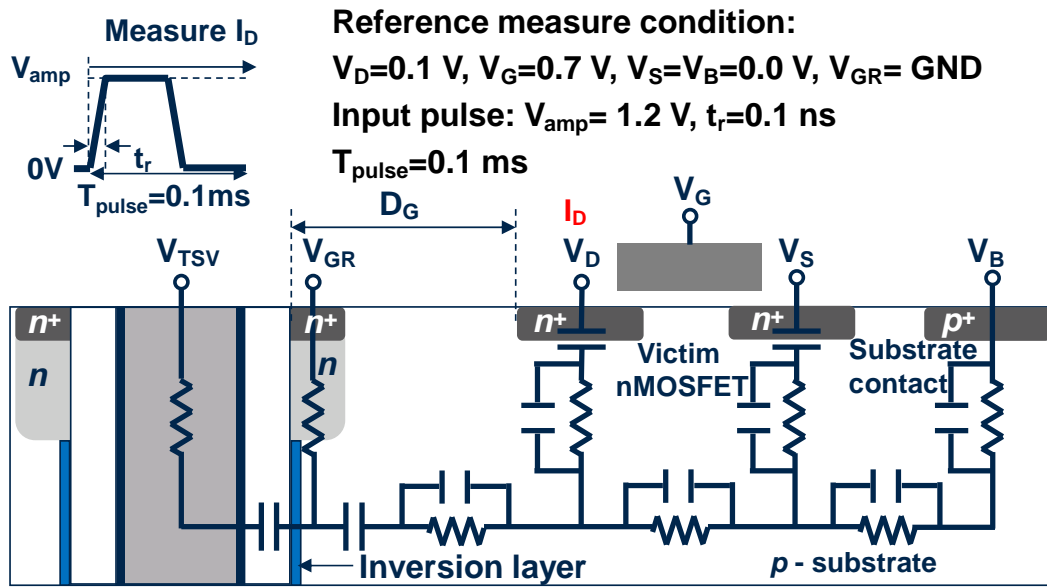 Measure I_D
V_amp
0V
t_r
T_pulse=0.1ms
Reference measure condition:
V_D=0.1 V, V_G=0.7 V, V_S=V_B=0.0 V, V_GR= GND
Input pulse: V_amp= 1.2 V, t_r=0.1 ns
T_pulse=0.1 ms
D_G
I_D
V_G
V_TSV
V_GR
V_D
V_S
V_B
n+
n+
n+
n+
p+
n
n
Victim
nMOSFET
Substrate
contact
Inversion layer
p - substrate